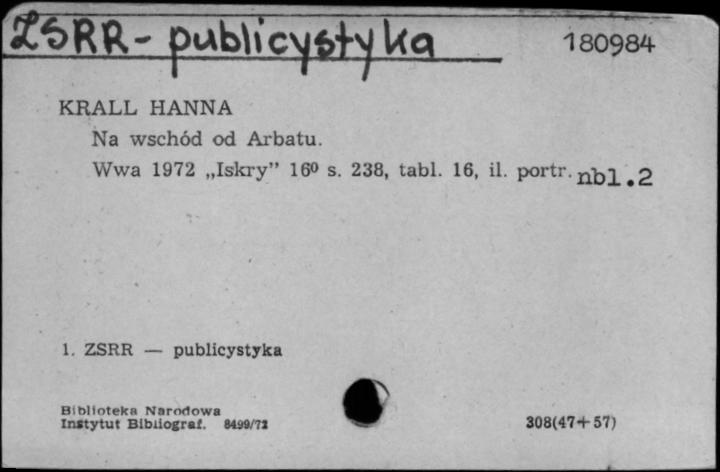 ZSRR - publicystyka
180984
KRALL HANNA
Na wschód od Arbatu.
Wwa 1972 „Iskry” 16⁰ s. 238, tabl. 16, il. portr. nbl.2
1. ZSRR — publicystyka
Biblioteka Narodowa
Instytut Bibliograf. 8499/72
308(47+57)